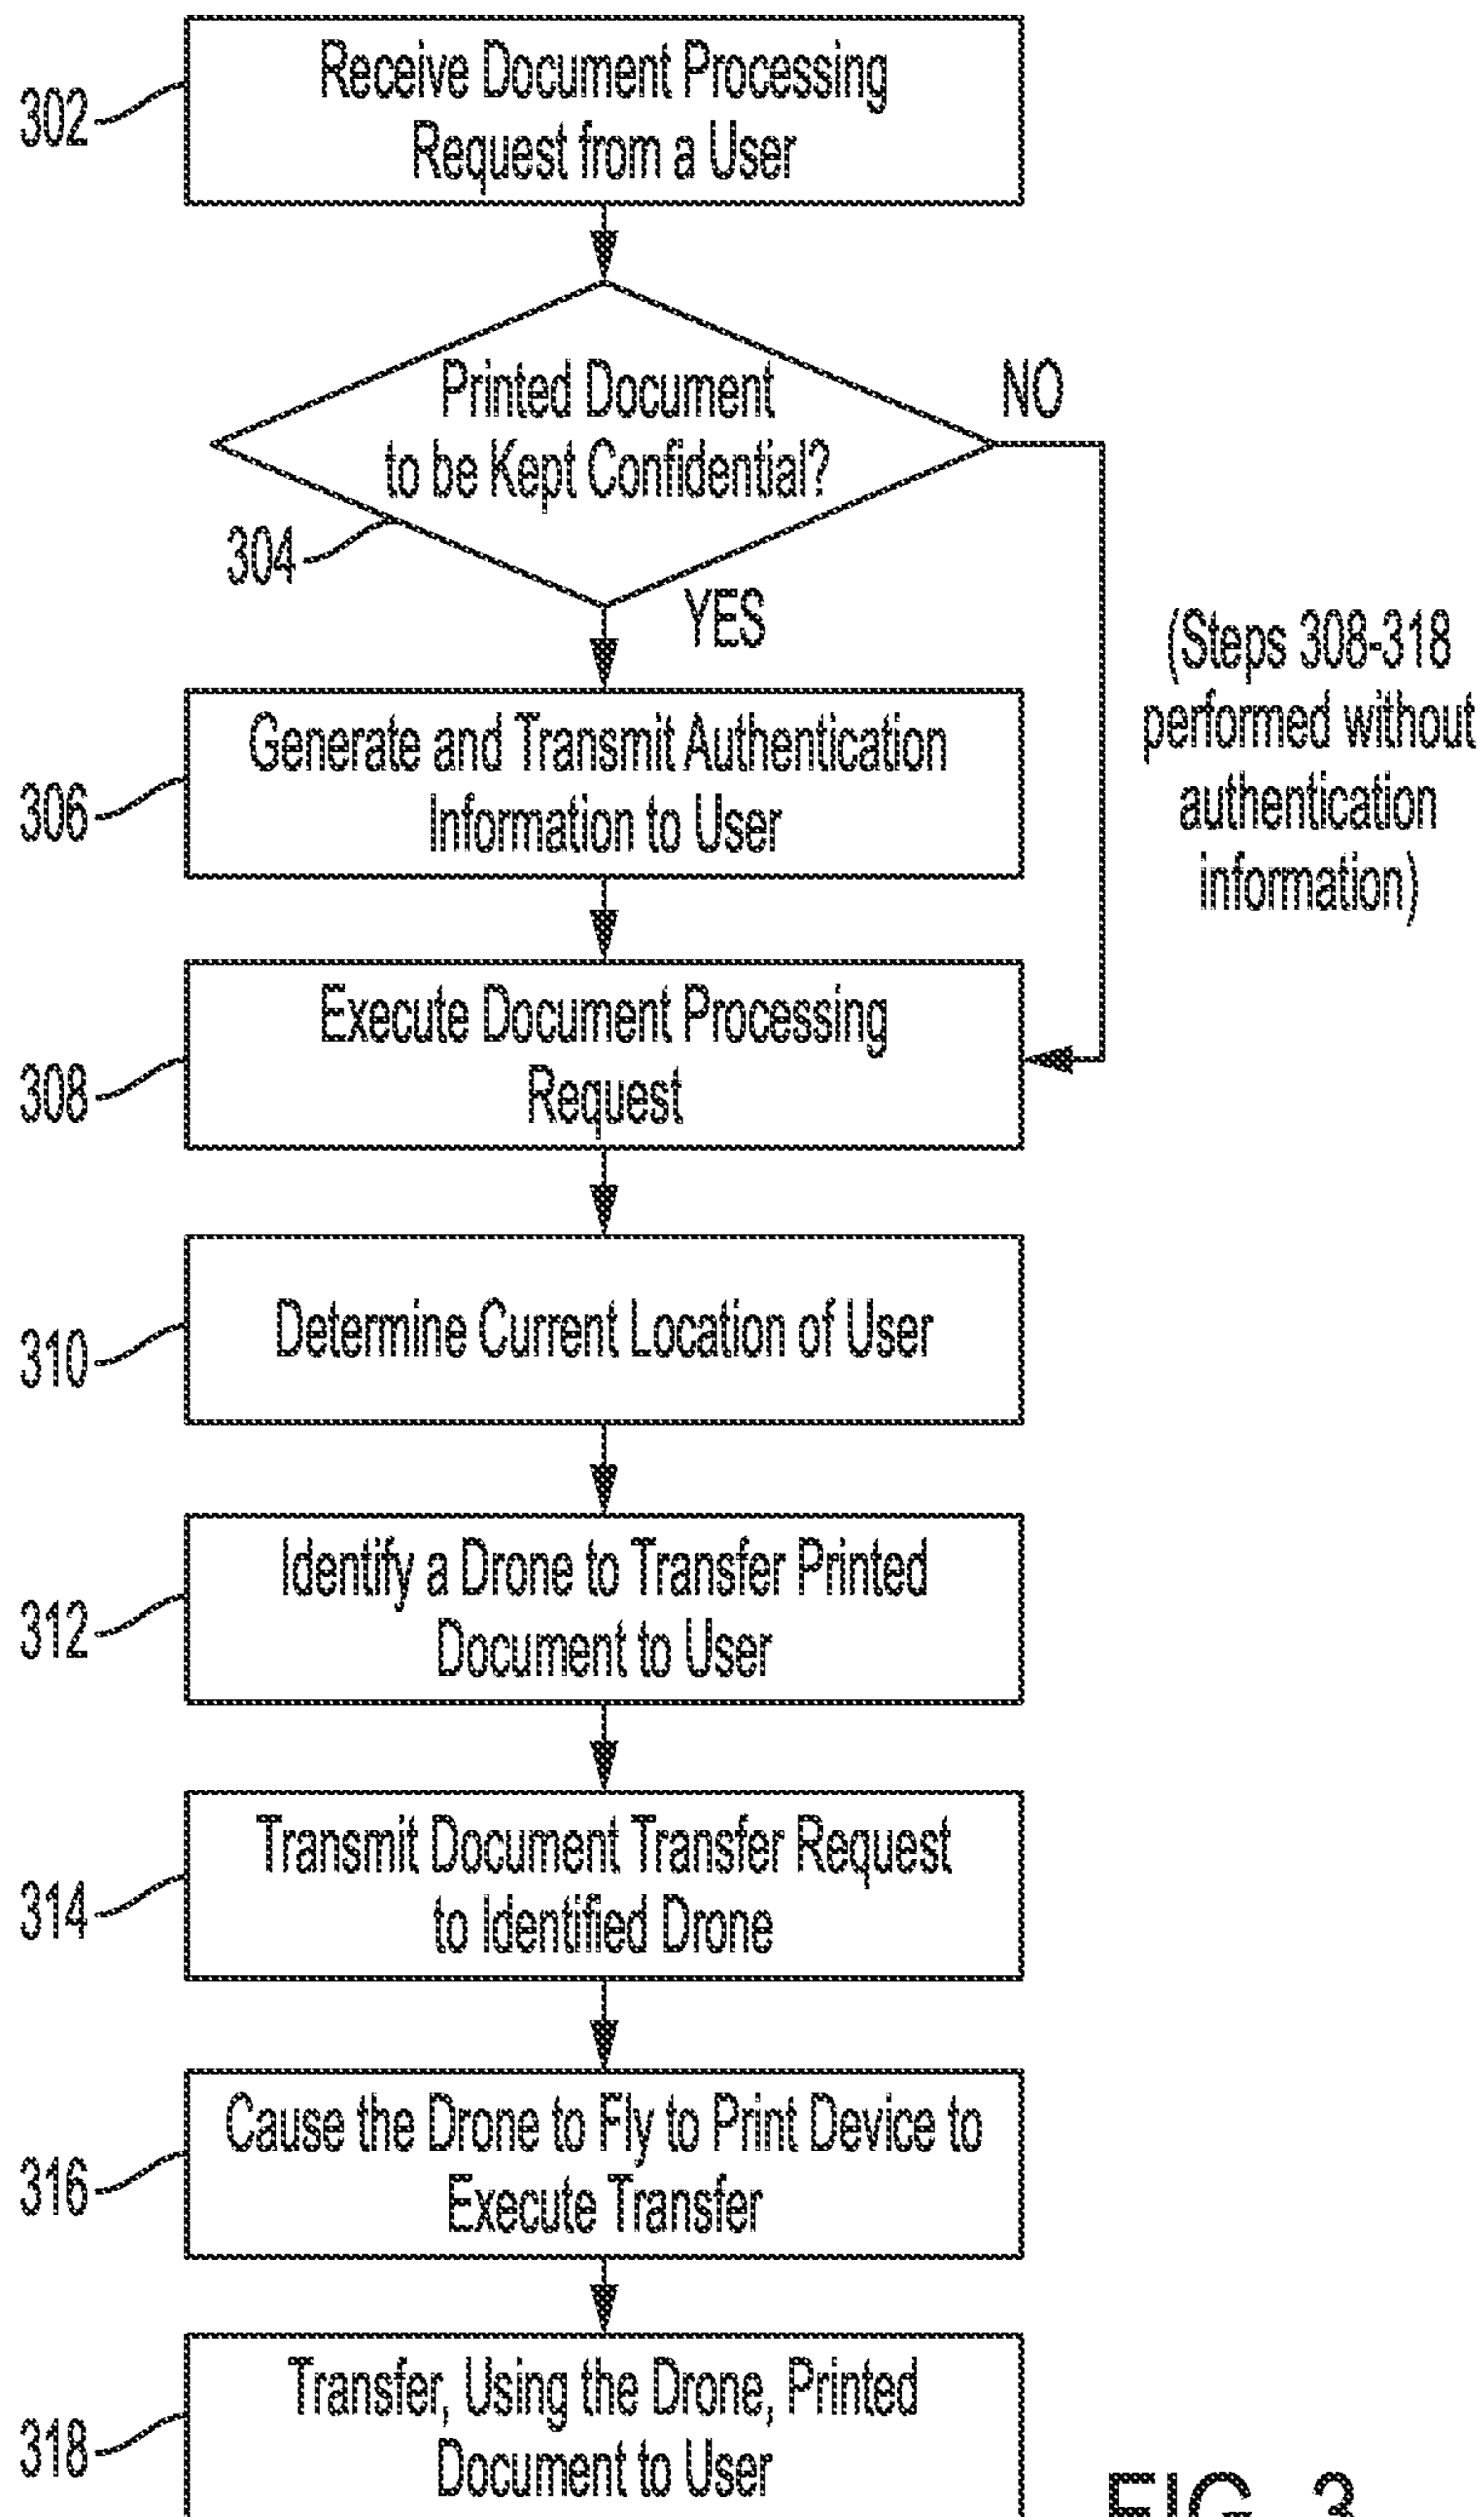 302
Receive Document Processing
Request from a User
Printed Document
to be Kept Confidential?
NO
304
YES
(Steps 308-318
performed without
authentication
information)
306
Generate and Transmit Authentication
Information to User
308
Execute Document Processing
Request
310
Determine Current Location of User
312
Identify a Drone to Transfer Printed
Document to User
314
Transmit Document Transfer Request
to Identified Drone
316
Cause the Drone to Fly to Print Device to
Execute Transfer
318
Transfer, Using the Drone, Printed
Document to User
FIG. 3